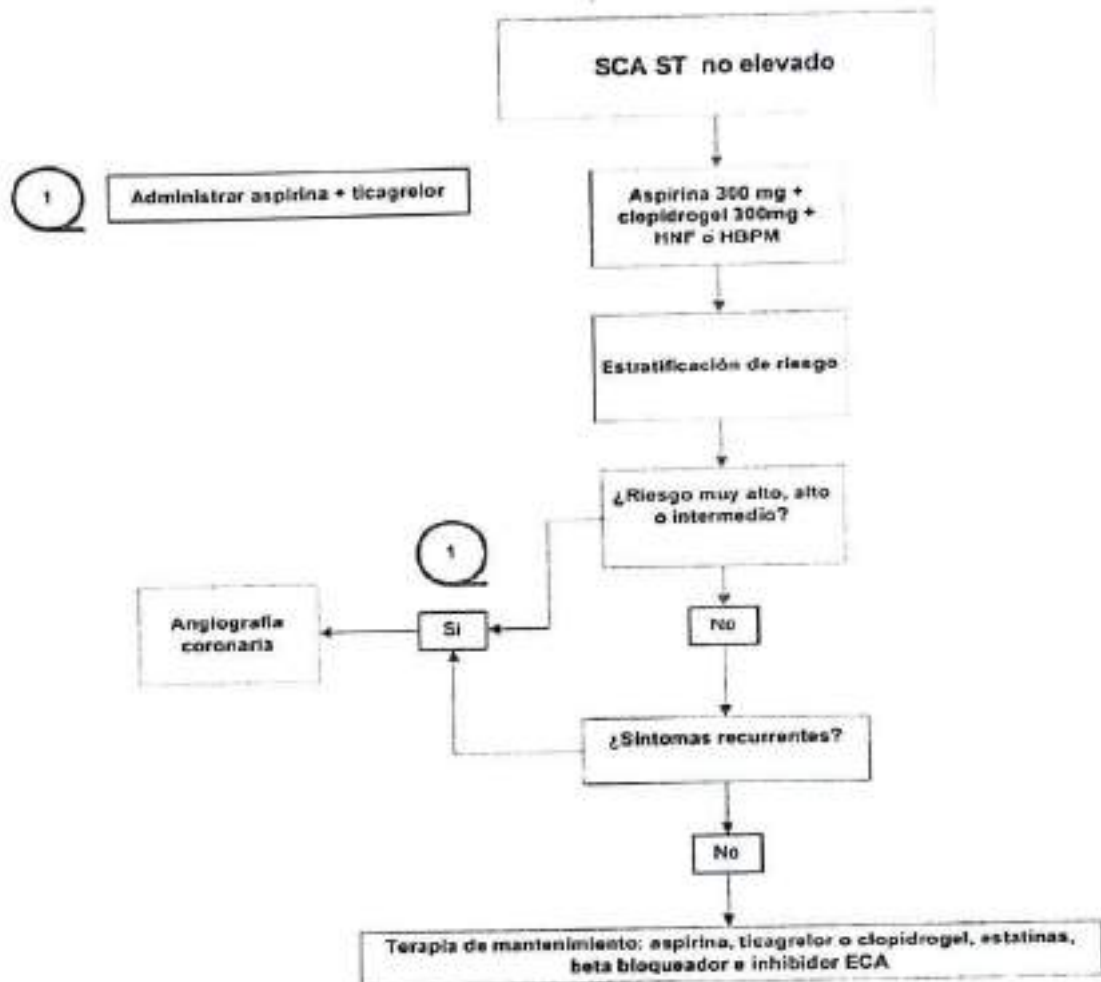 SCA ST no elevado
1
Administrar aspirina + ticagrelor
Aspirina 300 mg +
clopidrogel 300mg +
HNF o HBPM
Estratificación de riesgo
¿Riesgo muy alto, alto
o intermedio?
1
Angiografía
coronaria
Si
No
¿Síntomas recurrentes?
No
Terapia de mantenimiento: aspirina, ticagrelor o clopidrogel, estatinas,
beta bloqueador e inhibidor ECA